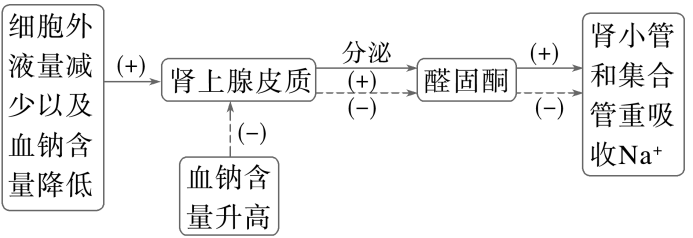 细胞外
液量减
少以及
血钠含
量降低
(+)
肾上腺皮质
分泌
(+)
(−)
醛固酮
(+)
(−)
肾小管
和集合
管重吸
收Na⁺
(−)
血钠含
量升高